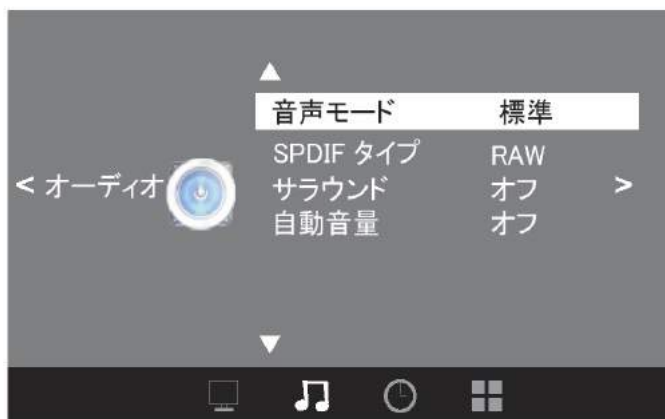 音声モード 標準
SPDIF タイプ RAW
< オーディオ サラウンド オフ >
自動音量 オフ